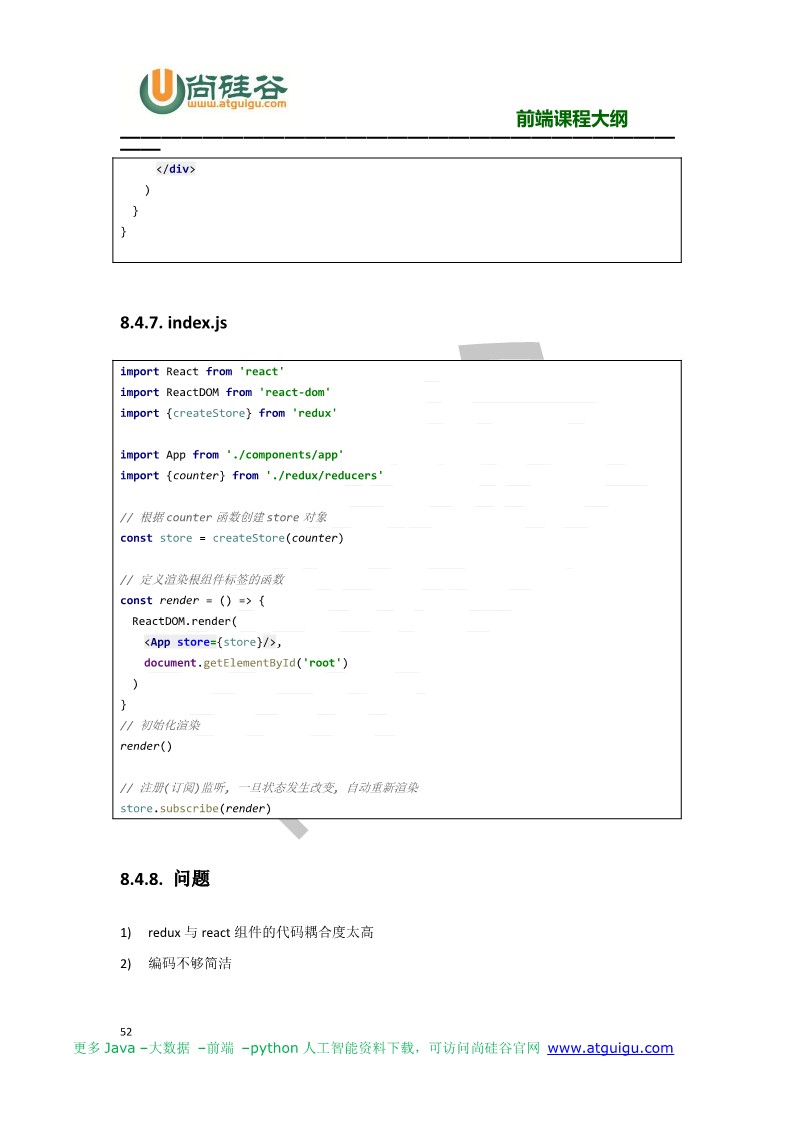 尚硅谷
www.atguigu.com
前端课程大纲
</div>
)
}
}
8.4.7. index.js
import React from 'react'
import ReactDOM from 'react-dom'
import {createStore} from 'redux'
import App from './components/app'
import {counter} from './redux/reducers'
// 根据 counter 函数创建 store 对象
const store = createStore(counter)
// 定义渲染根组件标签的函数
const render = () => {
ReactDOM.render(
<App store={store}/>,
document.getElementById('root')
)
}
// 初始化渲染
render()
// 注册(订阅)监听, 一旦状态发生改变, 自动重新渲染
store.subscribe(render)
8.4.8. 问题
1) redux 与 react 组件的代码耦合度太高
2) 编码不够简洁
52
更多 Java –大数据 –前端 –python 人工智能资料下载，可访问尚硅谷官网 www.atguigu.com